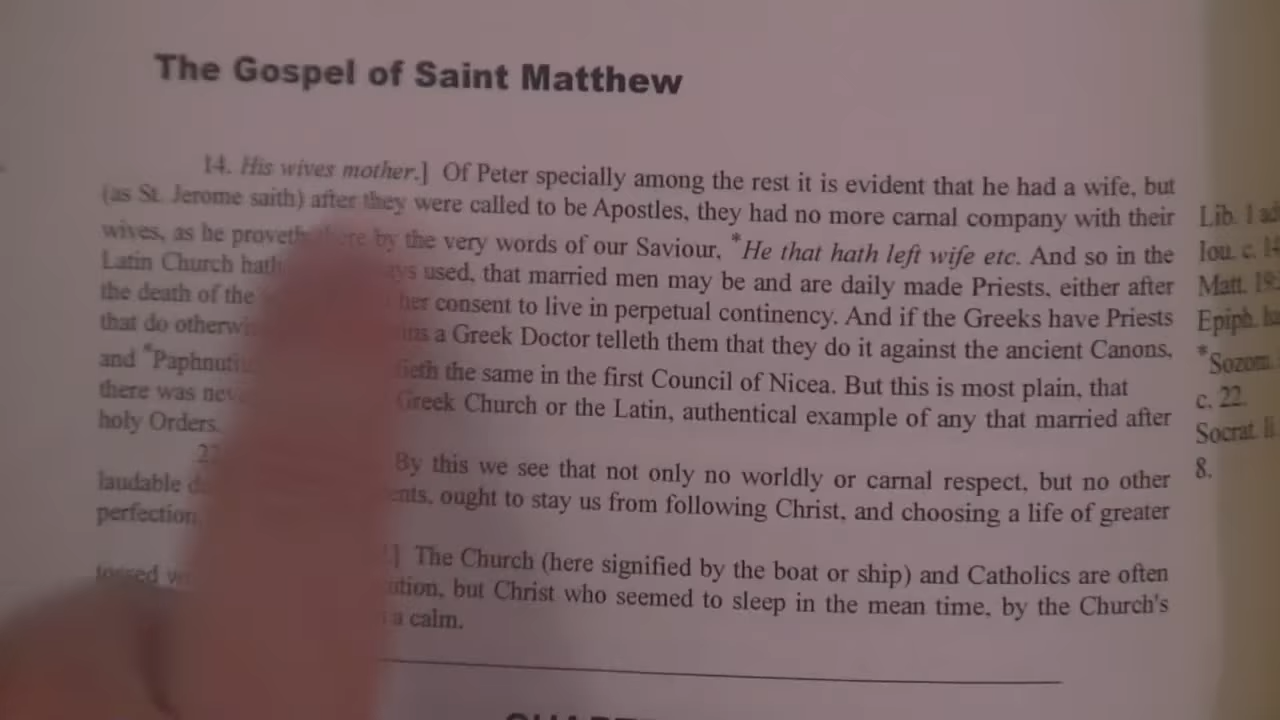 The Gospel of Saint Matthew
14. His wives mother.] Of Peter specially among the rest it is evident that he had a wife, but
(as St. Jerome saith) after they were called to be Apostles, they had no more carnal company with their
wives, as he proveth there by the very words of our Saviour, *He that hath left wife etc. And so in the
Latin Church hath used, that married men may be and are daily made Priests, either after
the death of the her consent to live in perpetual continency. And if the Greeks have Priests
that do a Greek Doctor telleth them that they do it against the ancient Canons,
and the same in the first Council of Nicea. But this is most plain, that
there was Greek Church or the Latin, authentical example of any that married after
holy Orders.
By this we see that not only no worldly or carnal respect, but no other
laudable ought to stay us from following Christ, and choosing a life of greater
perfection
] The Church (here signified by the boat or ship) and Catholics are often
tossed but Christ who seemed to sleep in the mean time, by the Church's
a calm.
Lib. 1
Iou. c.
Matt. 19
Epiph.
*Sozom.
c. 22.
Socrat.
8.